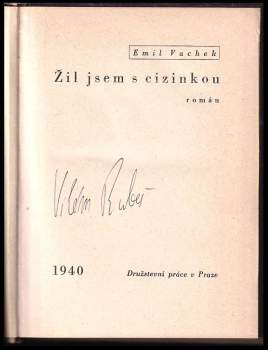 Emil Vachek
Žil jsem s cizinkou
román
1940 Družstevní práce v Praze